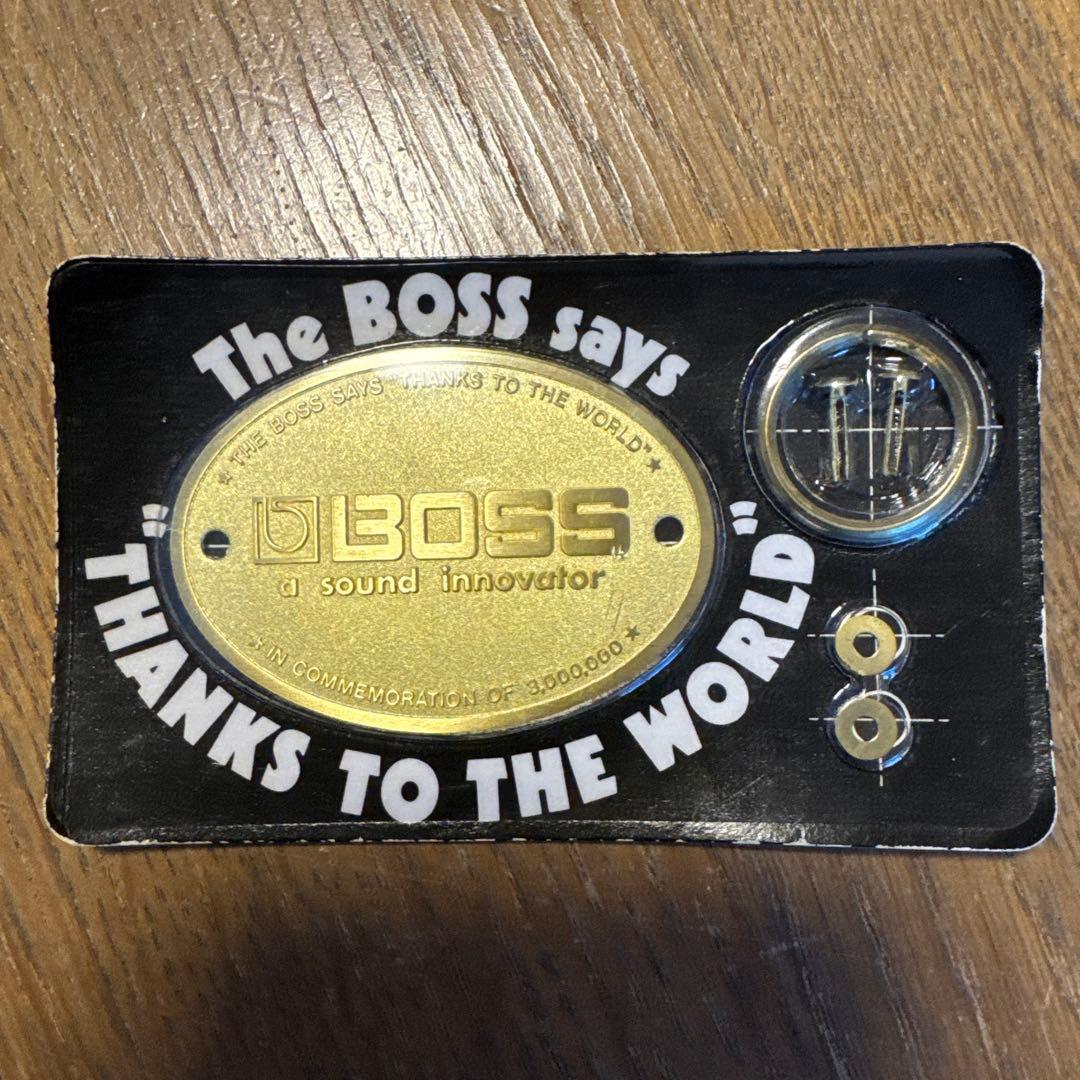 The BOSS says
★ THE BOSS SAYS "THANKS TO THE WORLD" ★
BOSS
a sound innovator
★ IN COMMEMORATION OF 3,000,000 ★
"THANKS TO THE WORLD"